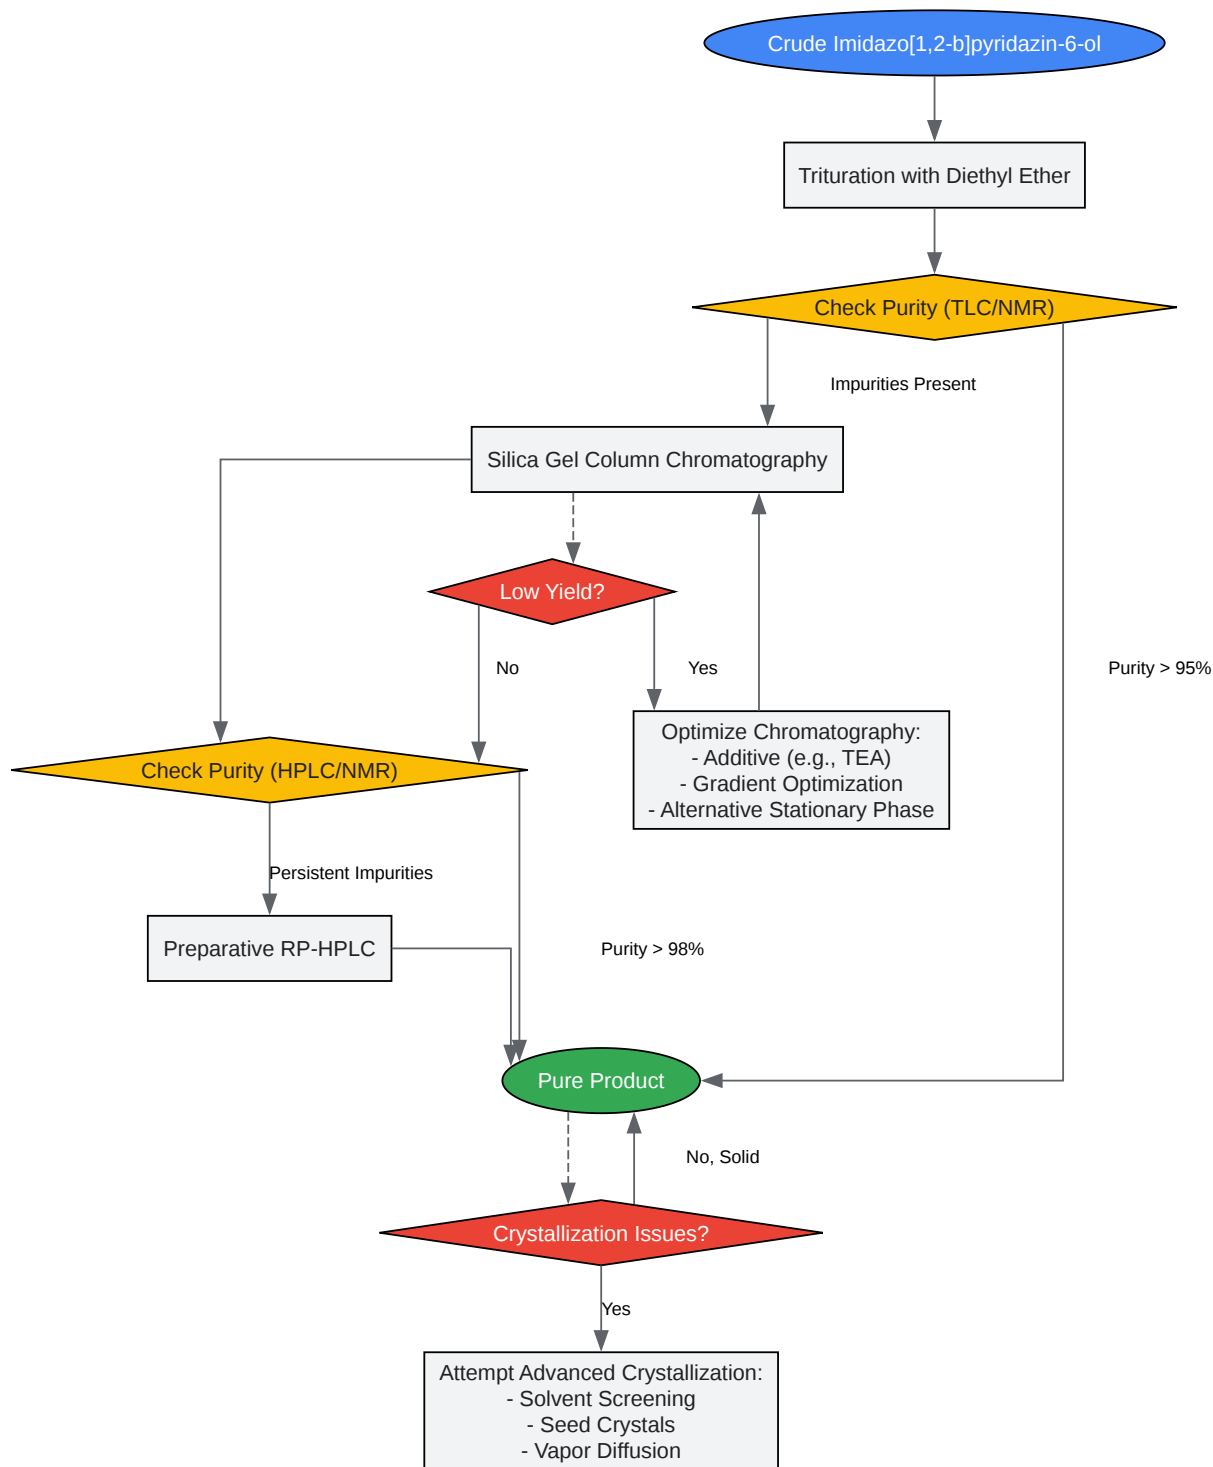 Crude Imidazo[1,2-b]pyridazin-6-ol
Trituration with Diethyl Ether
Check Purity (TLC/NMR)
Impurities Present
Silica Gel Column Chromatography
Low Yield?
No
Yes
Purity > 95%
Optimize Chromatography:
- Additive (e.g., TEA)
- Gradient Optimization
- Alternative Stationary Phase
Check Purity (HPLC/NMR)
Persistent Impurities
Preparative RP-HPLC
Purity > 98%
Pure Product
No, Solid
Crystallization Issues?
Yes
Attempt Advanced Crystallization:
- Solvent Screening
- Seed Crystals
- Vapor Diffusion